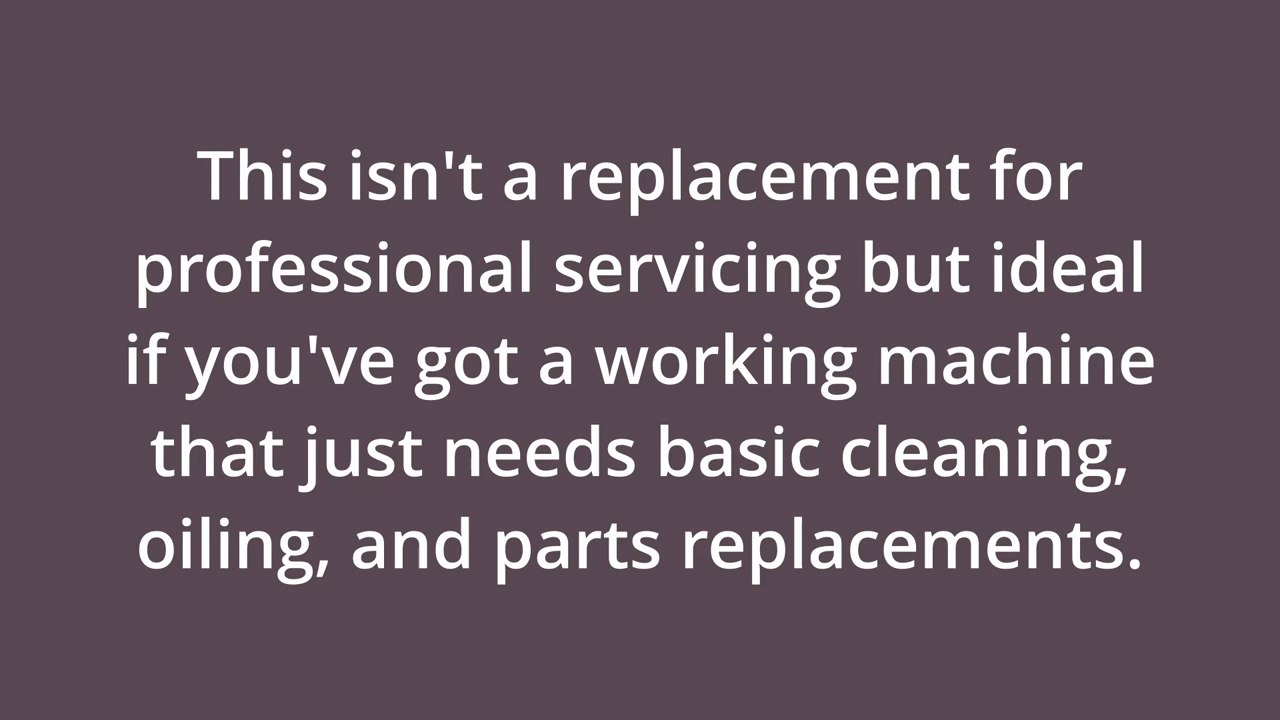 This isn't a replacement for
professional servicing but ideal
if you've got a working machine
that just needs basic cleaning,
oiling, and parts replacements.